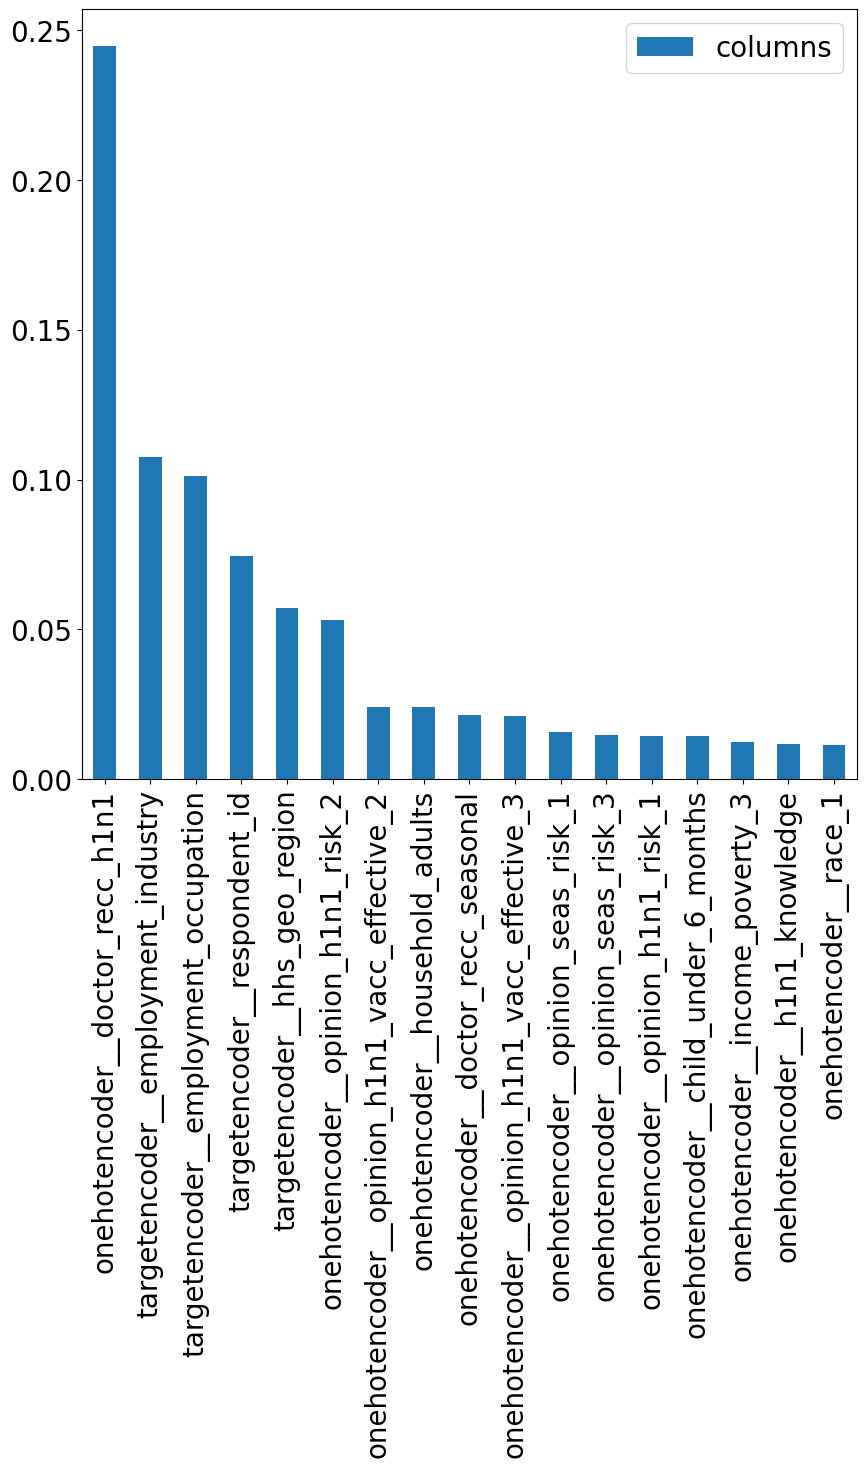 0.25
0.20
0.15
0.10
0.05
0.00
columns
onehotencoder__doctor_recc_h1n1
targetencoder__employment_industry
targetencoder__employment_occupation
targetencoder__respondent_id
targetencoder__hhs_geo_region
onehotencoder__opinion_h1n1_risk_2
onehotencoder__opinion_h1n1_vacc_effective_2
onehotencoder__household_adults
onehotencoder__doctor_recc_seasonal
onehotencoder__opinion_h1n1_vacc_effective_3
onehotencoder__opinion_seas_risk_1
onehotencoder__opinion_seas_risk_3
onehotencoder__opinion_h1n1_risk_1
onehotencoder__child_under_6_months
onehotencoder__income_poverty_3
onehotencoder__h1n1_knowledge
onehotencoder__race_1